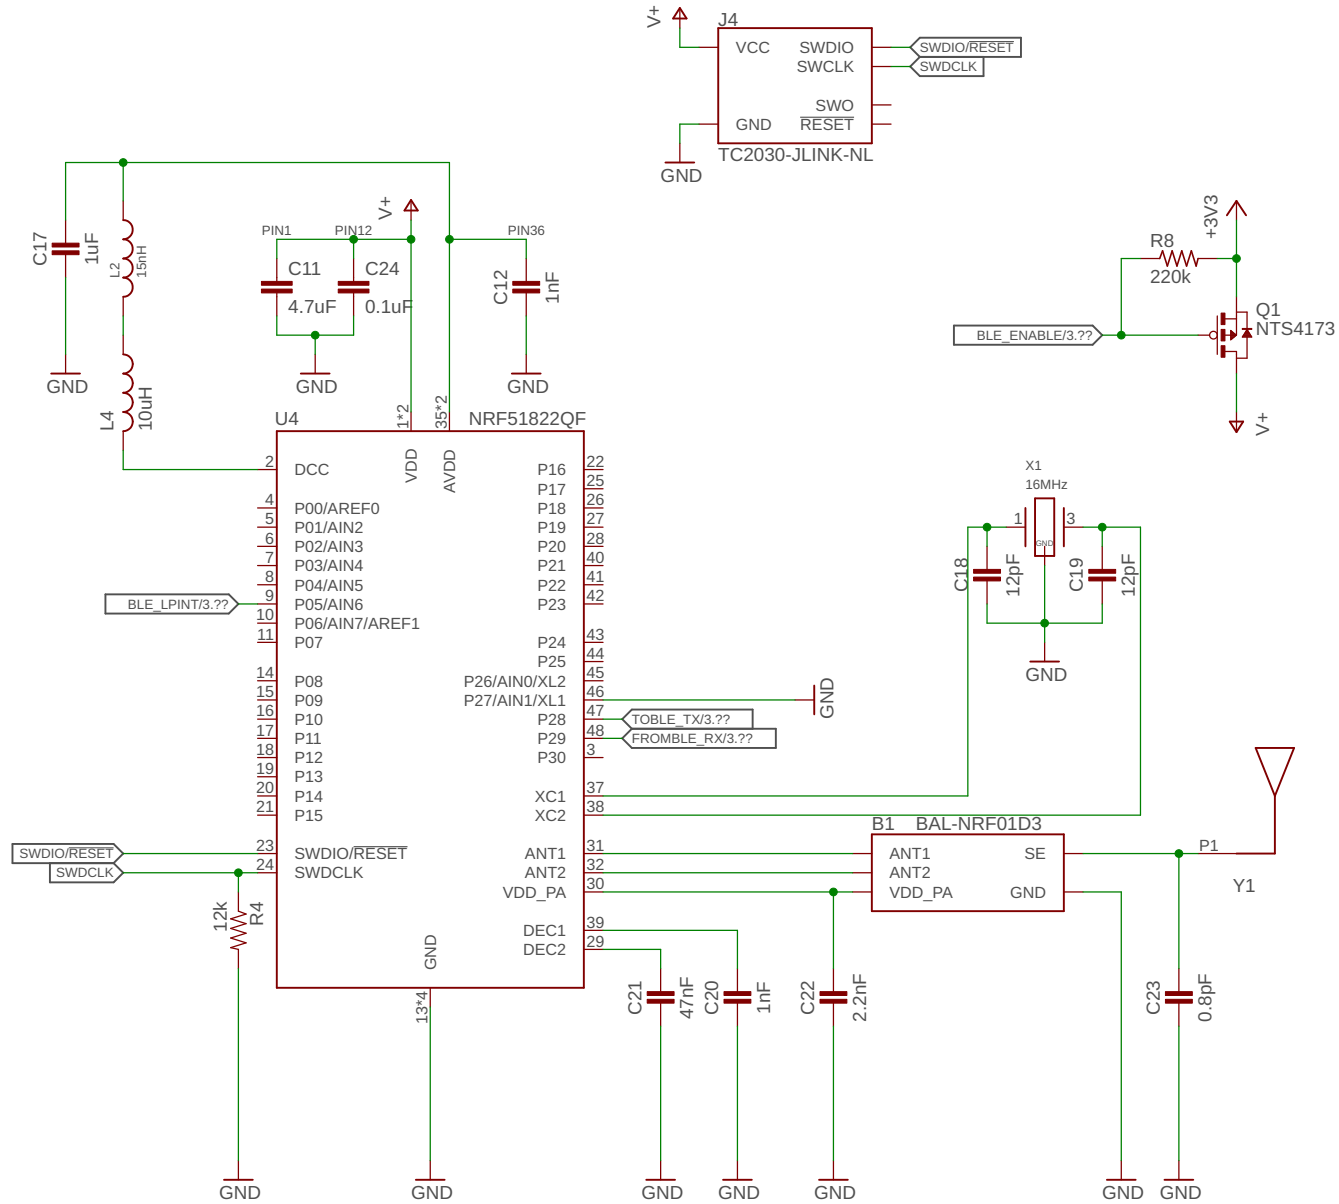 V+
J4
VCC
SWDIO
SWDIO/RESET
SWCLK
SWDCLK
SWO
GND
RESET
TC2030-JLINK-NL
GND
C17
1uF
L2
15nH
GND
L4
10uH
V+
PIN1
PIN12
PIN36
C11
4.7uF
C24
0.1uF
C12
1nF
GND
GND
+3V3
R8
220k
Q1
NTS4173
BLE_ENABLE/3.??
V+
U4
1*2
35*2
NRF51822QF
VDD
AVDD
2
DCC
4
P00/AREF0
5
P01/AIN2
6
P02/AIN3
7
P03/AIN4
8
P04/AIN5
BLE_LPINT/3.??
9
P05/AIN6
10
P06/AIN7/AREF1
11
P07
14
P08
15
P09
16
P10
17
P11
18
P12
19
P13
20
P14
21
P15
SWDIO/RESET
23
SWDIO/RESET
SWDCLK
24
SWDCLK
12k
R4
GND
GND
13*4
GND
P16
22
P17
25
P18
26
P19
27
P20
28
P21
40
P22
41
P23
42
P24
43
P25
44
P26/AIN0/XL2
45
P27/AIN1/XL1
46
GND
P28
47
TOBLE_TX/3.??
P29
48
FROMBLE_RX/3.??
P30
3
XC1
37
XC2
38
ANT1
31
ANT2
32
VDD_PA
30
DEC1
39
DEC2
29
X1
16MHz
1
3
GND
C18
12pF
C19
12pF
GND
B1
BAL-NRF01D3
ANT1
SE
ANT2
VDD_PA
GND
P1
Y1
C21
47nF
C20
1nF
C22
2.2nF
C23
0.8pF
GND
GND
GND
GND
GND